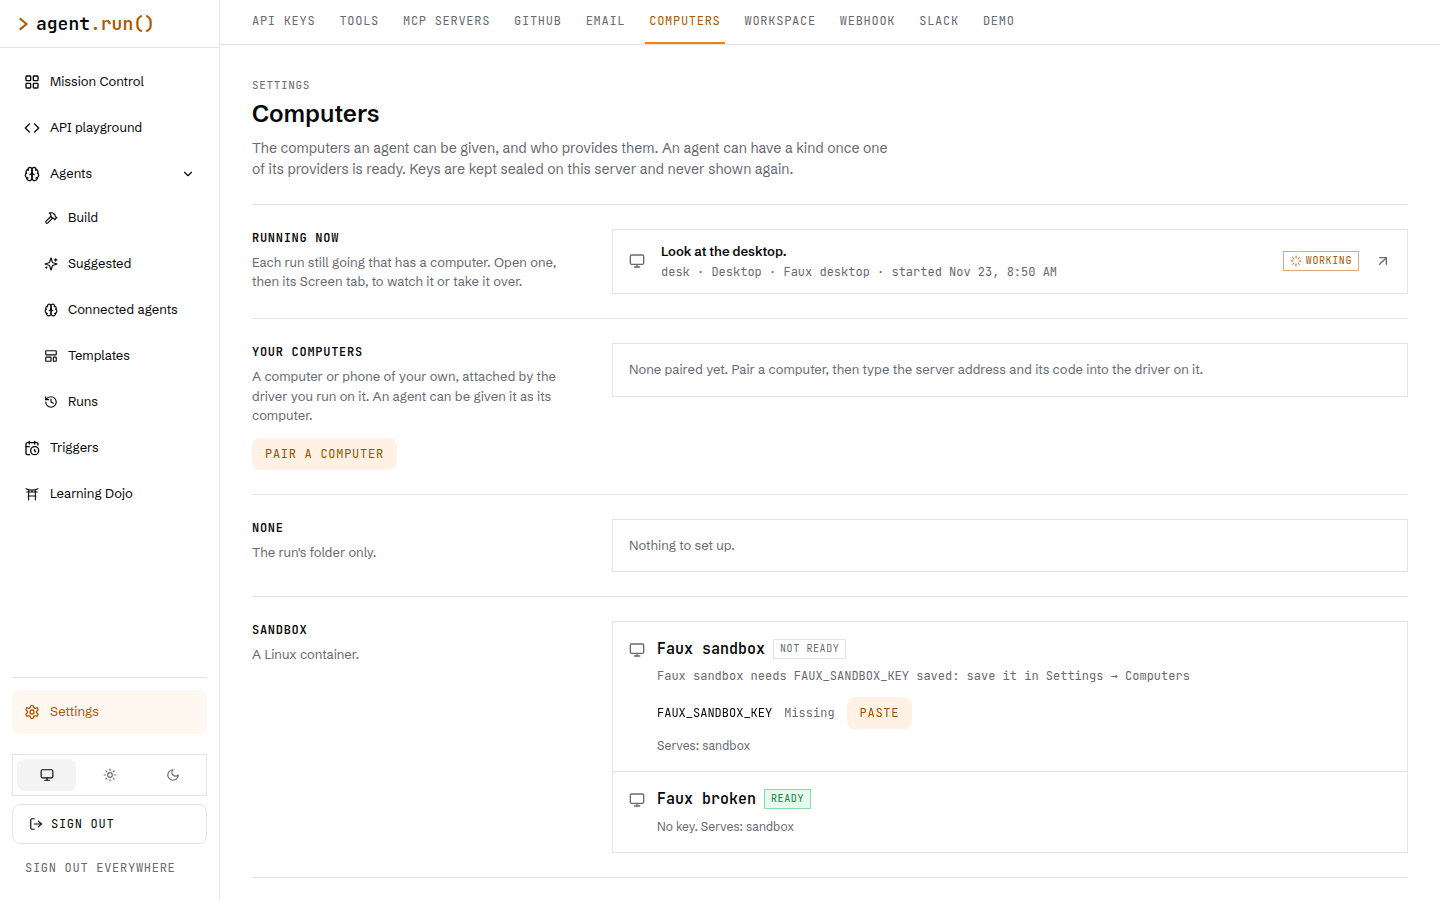 agent.run()
Mission Control
API playground
Agents
Build
Suggested
Connected agents
Templates
Runs
Triggers
Learning Dojo
Settings
SIGN OUT
SIGN OUT EVERYWHERE
API KEYS TOOLS MCP SERVERS GITHUB EMAIL COMPUTERS WORKSPACE WEBHOOK SLACK DEMO
SETTINGS
Computers
The computers an agent can be given, and who provides them. An agent can have a kind once one
of its providers is ready. Keys are kept sealed on this server and never shown again.
RUNNING NOW
Each run still going that has a computer. Open one,
then its Screen tab, to watch it or take it over.
Look at the desktop.
desk · Desktop · Faux desktop · started Nov 23, 8:50 AM
WORKING
YOUR COMPUTERS
A computer or phone of your own, attached by the
driver you run on it. An agent can be given it as its
computer.
PAIR A COMPUTER
None paired yet. Pair a computer, then type the server address and its code into the driver on it.
NONE
The run's folder only.
Nothing to set up.
SANDBOX
A Linux container.
Faux sandbox NOT READY
Faux sandbox needs FAUX_SANDBOX_KEY saved: save it in Settings → Computers
FAUX_SANDBOX_KEY Missing PASTE
Serves: sandbox
Faux broken READY
No key. Serves: sandbox